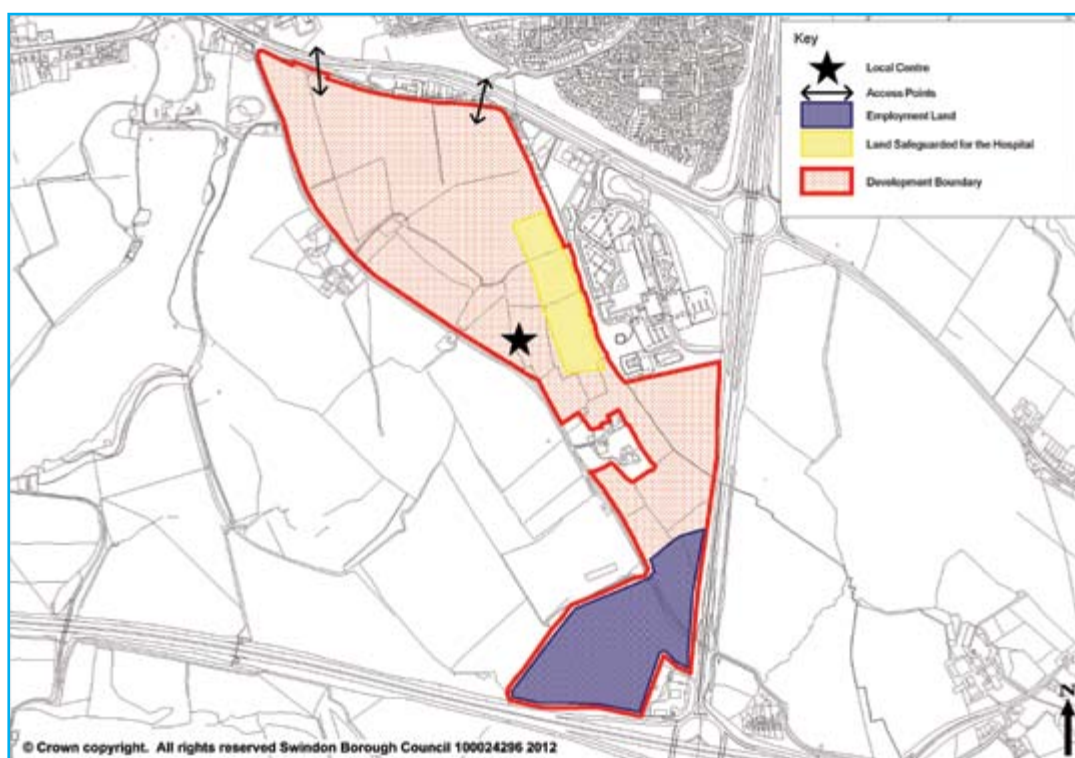 Key
Local Centre
Access Points
Employment Land
Land Safeguarded for the Hospital
Development Boundary
N
© Crown copyright. All rights reserved Swindon Borough Council 100024296 2012